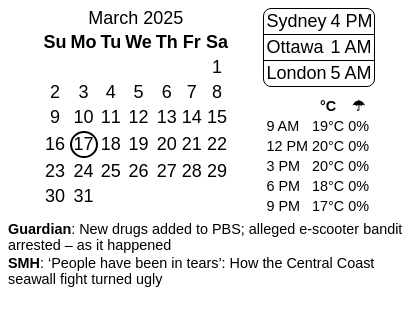 March 2025
Su Mo Tu We Th Fr Sa
1
2 3 4 5 6 7 8
9 10 11 12 13 14 15
16 17 18 19 20 21 22
23 24 25 26 27 28 29
30 31
Sydney 4 PM
Ottawa 1 AM
London 5 AM
°C ☂
9 AM 19°C 0%
12 PM 20°C 0%
3 PM 20°C 0%
6 PM 18°C 0%
9 PM 17°C 0%
Guardian: New drugs added to PBS; alleged e-scooter bandit
arrested – as it happened
SMH: ‘People have been in tears’: How the Central Coast
seawall fight turned ugly